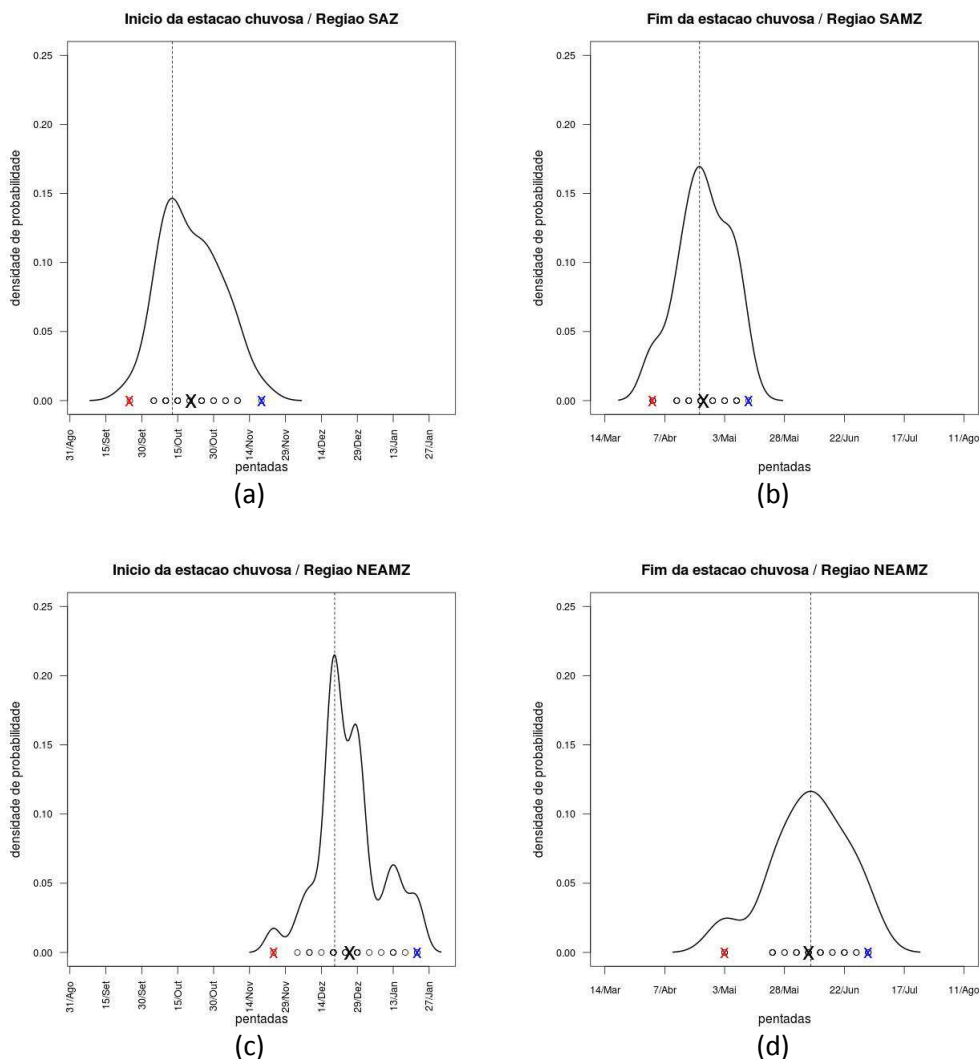 Inicio da estacao chuvosa / Regiao SAZ
densidade de probabilidade
0.25
0.20
0.15
0.10
0.05
0.00
31/Ago 15/Set 30/Set 15/Out 30/Out 14/Nov 29/Nov 14/Dez 29/Dez 13/Jan 27/Jan
pentadas
(a)
Fim da estacao chuvosa / Regiao SAMZ
densidade de probabilidade
0.25
0.20
0.15
0.10
0.05
0.00
14/Mar 7/Abr 3/Mai 28/Mai 22/Jun 17/Jul 11/Ago
pentadas
(b)
Inicio da estacao chuvosa / Regiao NEAMZ
densidade de probabilidade
0.25
0.20
0.15
0.10
0.05
0.00
31/Ago 15/Set 30/Set 15/Out 30/Out 14/Nov 29/Nov 14/Dez 29/Dez 13/Jan 27/Jan
pentadas
(c)
Fim da estacao chuvosa / Regiao NEAMZ
densidade de probabilidade
0.25
0.20
0.15
0.10
0.05
0.00
14/Mar 7/Abr 3/Mai 28/Mai 22/Jun 17/Jul 11/Ago
pentadas
(d)